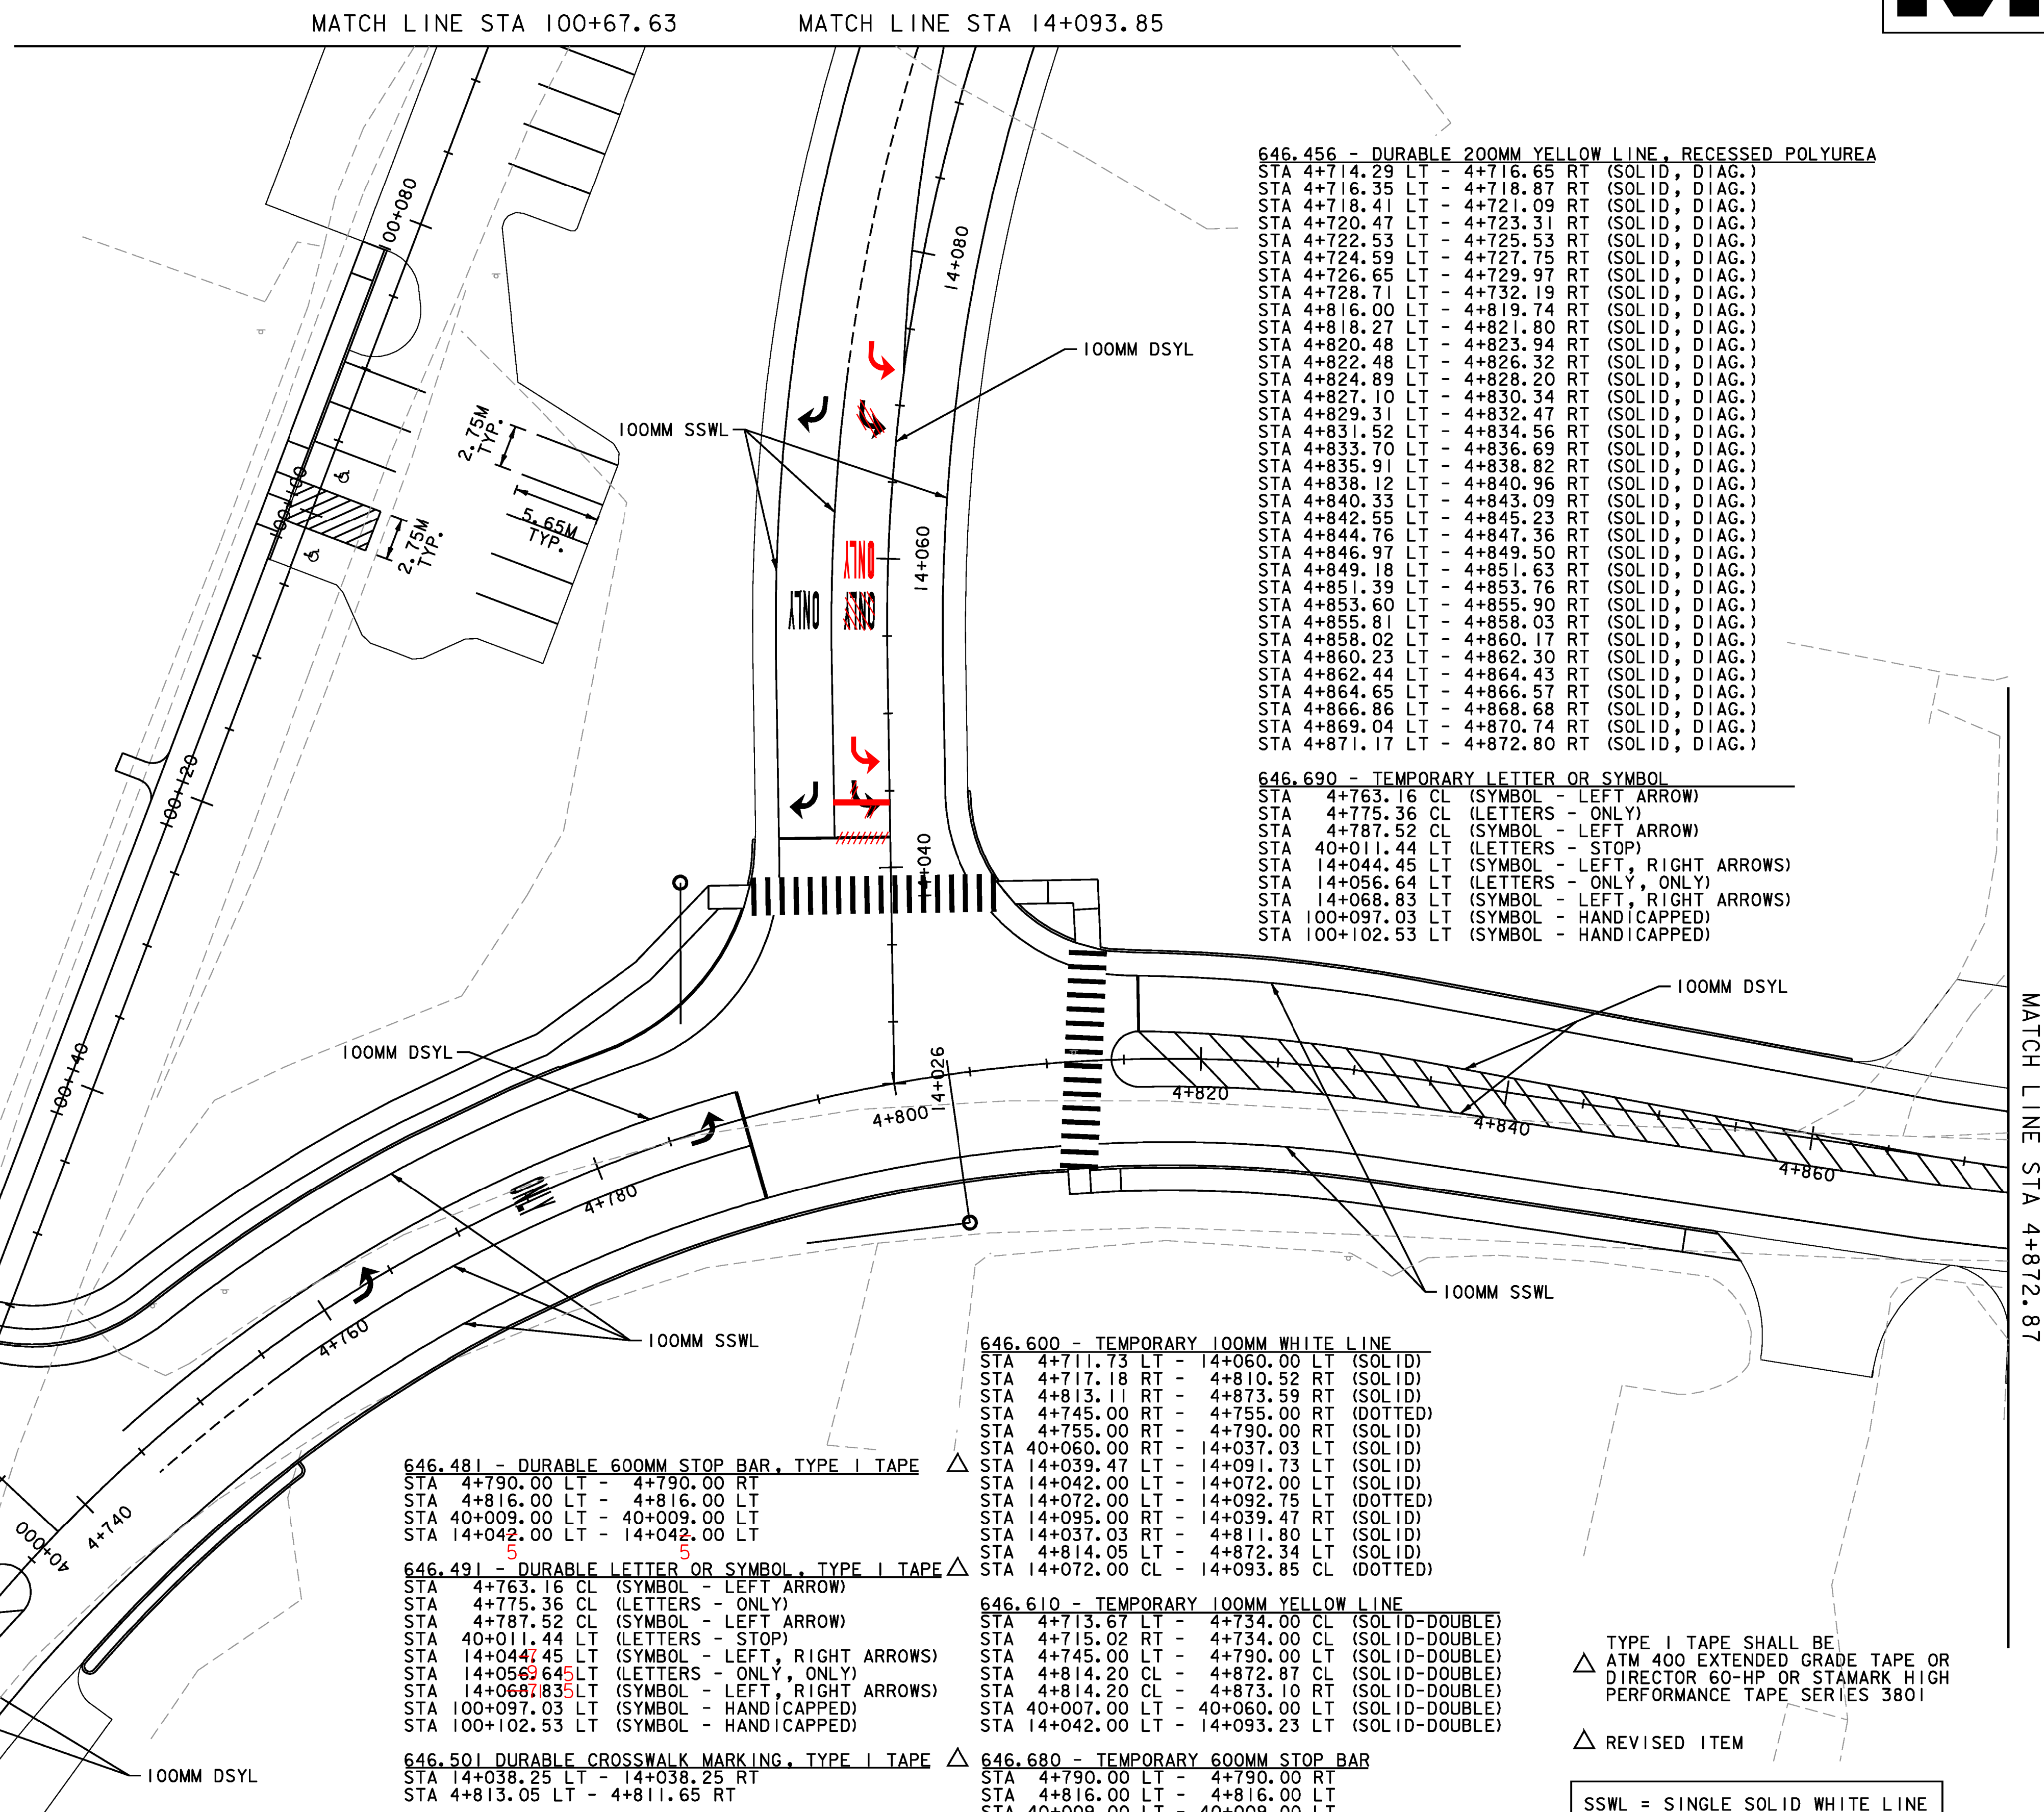 MATCH LINE STA 100+67.63
MATCH LINE STA 14+093.85
646.456 - DURABLE 200MM YELLOW LINE, RECESSED POLYUREA
STA 4+714.29 LT - 4+716.65 RT (SOLID, DIAG.)
STA 4+716.35 LT - 4+718.87 RT (SOLID, DIAG.)
STA 4+718.41 LT - 4+721.09 RT (SOLID, DIAG.)
STA 4+720.47 LT - 4+723.31 RT (SOLID, DIAG.)
STA 4+722.53 LT - 4+725.53 RT (SOLID, DIAG.)
STA 4+724.59 LT - 4+727.75 RT (SOLID, DIAG.)
STA 4+726.65 LT - 4+729.97 RT (SOLID, DIAG.)
STA 4+728.71 LT - 4+732.19 RT (SOLID, DIAG.)
STA 4+816.00 LT - 4+819.74 RT (SOLID, DIAG.)
STA 4+818.27 LT - 4+821.80 RT (SOLID, DIAG.)
STA 4+820.48 LT - 4+823.94 RT (SOLID, DIAG.)
STA 4+822.48 LT - 4+826.32 RT (SOLID, DIAG.)
STA 4+824.89 LT - 4+828.20 RT (SOLID, DIAG.)
STA 4+827.10 LT - 4+830.34 RT (SOLID, DIAG.)
STA 4+829.31 LT - 4+832.47 RT (SOLID, DIAG.)
STA 4+831.52 LT - 4+834.56 RT (SOLID, DIAG.)
STA 4+833.70 LT - 4+836.69 RT (SOLID, DIAG.)
STA 4+835.91 LT - 4+838.82 RT (SOLID, DIAG.)
STA 4+838.12 LT - 4+840.96 RT (SOLID, DIAG.)
STA 4+840.33 LT - 4+843.09 RT (SOLID, DIAG.)
STA 4+842.55 LT - 4+845.23 RT (SOLID, DIAG.)
STA 4+844.76 LT - 4+847.36 RT (SOLID, DIAG.)
STA 4+846.97 LT - 4+849.50 RT (SOLID, DIAG.)
STA 4+849.18 LT - 4+851.63 RT (SOLID, DIAG.)
STA 4+851.39 LT - 4+853.76 RT (SOLID, DIAG.)
STA 4+853.60 LT - 4+855.90 RT (SOLID, DIAG.)
STA 4+855.81 LT - 4+858.03 RT (SOLID, DIAG.)
STA 4+858.02 LT - 4+860.17 RT (SOLID, DIAG.)
STA 4+860.23 LT - 4+862.30 RT (SOLID, DIAG.)
STA 4+862.44 LT - 4+864.43 RT (SOLID, DIAG.)
STA 4+864.65 LT - 4+866.57 RT (SOLID, DIAG.)
STA 4+866.86 LT - 4+868.68 RT (SOLID, DIAG.)
STA 4+869.04 LT - 4+870.74 RT (SOLID, DIAG.)
STA 4+871.17 LT - 4+872.80 RT (SOLID, DIAG.)
646.690 - TEMPORARY LETTER OR SYMBOL
STA 4+763.16 CL (SYMBOL - LEFT ARROW)
STA 4+775.36 CL (LETTERS - ONLY)
STA 4+787.52 CL (SYMBOL - LEFT ARROW)
STA 40+011.44 LT (LETTERS - STOP)
STA 14+044.45 LT (SYMBOL - LEFT, RIGHT ARROWS)
STA 14+056.64 LT (LETTERS - ONLY, ONLY)
STA 14+068.83 LT (SYMBOL - LEFT, RIGHT ARROWS)
STA 100+097.03 LT (SYMBOL - HANDICAPPED)
STA 100+102.53 LT (SYMBOL - HANDICAPPED)
100+080
14+080
100MM DSYL
100MM SSWL
2.75M
TYP.
5.65M
TYP.
2.75M
TYP.
100+100
14+060
ONLY
ONLY
ONLY
100+120
14+040
100MM DSYL
MATCH LINE STA 4+872.87
100MM DSYL
100+140
14+026
4+800
4+820
4+840
4+860
4+780
ONLY
4+760
100MM SSWL
100MM SSWL
4+740
40+000
100MM DSYL
646.481 - DURABLE 600MM STOP BAR, TYPE I TAPE
STA 4+790.00 LT - 4+790.00 RT
STA 4+816.00 LT - 4+816.00 LT
STA 40+009.00 LT - 40+009.00 LT
STA 14+042.00 LT - 14+042.00 LT
5 5
646.491 - DURABLE LETTER OR SYMBOL, TYPE I TAPE
STA 4+763.16 CL (SYMBOL - LEFT ARROW)
STA 4+775.36 CL (LETTERS - ONLY)
STA 4+787.52 CL (SYMBOL - LEFT ARROW)
STA 40+011.44 LT (LETTERS - STOP)
STA 14+044.45 LT (SYMBOL - LEFT, RIGHT ARROWS)
7
STA 14+056.64 LT (LETTERS - ONLY, ONLY)
9 5
STA 14+068.83 LT (SYMBOL - LEFT, RIGHT ARROWS)
71 5
STA 100+097.03 LT (SYMBOL - HANDICAPPED)
STA 100+102.53 LT (SYMBOL - HANDICAPPED)
646.501 DURABLE CROSSWALK MARKING, TYPE I TAPE
STA 14+038.25 LT - 14+038.25 RT
STA 4+813.05 LT - 4+811.65 RT
646.600 - TEMPORARY 100MM WHITE LINE
STA 4+711.73 LT - 14+060.00 LT (SOLID)
STA 4+717.18 RT - 4+810.52 RT (SOLID)
STA 4+813.11 RT - 4+873.59 RT (SOLID)
STA 4+745.00 RT - 4+755.00 RT (DOTTED)
STA 4+755.00 RT - 4+790.00 RT (SOLID)
STA 40+060.00 RT - 14+037.03 LT (SOLID)
STA 14+039.47 LT - 14+091.73 LT (SOLID)
STA 14+042.00 LT - 14+072.00 LT (SOLID)
STA 14+072.00 LT - 14+092.75 LT (DOTTED)
STA 14+095.00 RT - 14+039.47 RT (SOLID)
STA 14+037.03 RT - 4+811.80 LT (SOLID)
STA 4+814.05 LT - 4+872.34 LT (SOLID)
STA 14+072.00 CL - 14+093.85 CL (DOTTED)
646.610 - TEMPORARY 100MM YELLOW LINE
STA 4+713.67 LT - 4+734.00 CL (SOLID-DOUBLE)
STA 4+715.02 RT - 4+734.00 CL (SOLID-DOUBLE)
STA 4+745.00 LT - 4+790.00 LT (SOLID-DOUBLE)
STA 4+814.20 CL - 4+872.87 CL (SOLID-DOUBLE)
STA 4+814.20 CL - 4+873.10 RT (SOLID-DOUBLE)
STA 40+007.00 LT - 40+060.00 LT (SOLID-DOUBLE)
STA 14+042.00 LT - 14+093.23 LT (SOLID-DOUBLE)
646.680 - TEMPORARY 600MM STOP BAR
STA 4+790.00 LT - 4+790.00 RT
STA 4+816.00 LT - 4+816.00 LT
STA 40+009.00 LT - 40+009.00 LT
TYPE I TAPE SHALL BE
ATM 400 EXTENDED GRADE TAPE OR
DIRECTOR 60-HP OR STAMARK HIGH
PERFORMANCE TAPE SERIES 3801
REVISED ITEM
SSWL = SINGLE SOLID WHITE LINE